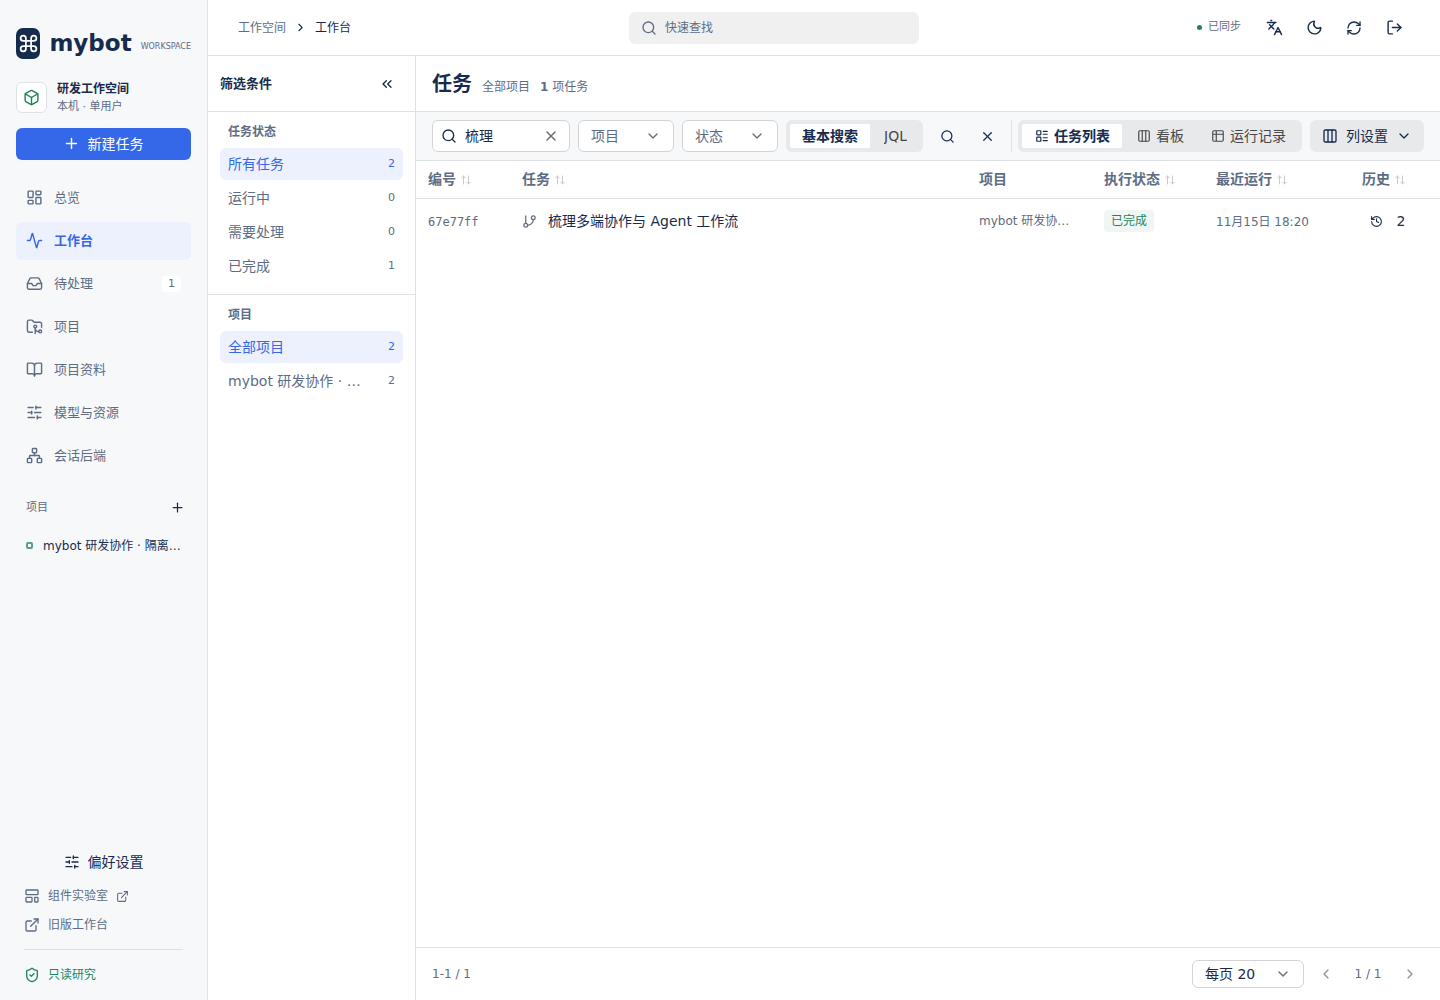 mybot WORKSPACE
研发工作空间
本机 · 单用户
新建任务
总览
工作台
待处理 1
项目
项目资料
模型与资源
会话后端
项目
mybot 研发协作 · 隔离…
偏好设置
组件实验室
旧版工作台
只读研究
工作空间 工作台
快速查找
已同步
筛选条件
任务状态
所有任务 2
运行中 0
需要处理 0
已完成 1
项目
全部项目 2
mybot 研发协作 · … 2
任务 全部项目 1 项任务
梳理 项目 状态 基本搜索 JQL 任务列表 看板 运行记录 列设置
编号 任务 项目 执行状态 最近运行 历史
67e77ff 梳理多端协作与 Agent 工作流 mybot 研发协… 已完成 11月15日 18:20 2
1-1 / 1 每页 20 1 / 1